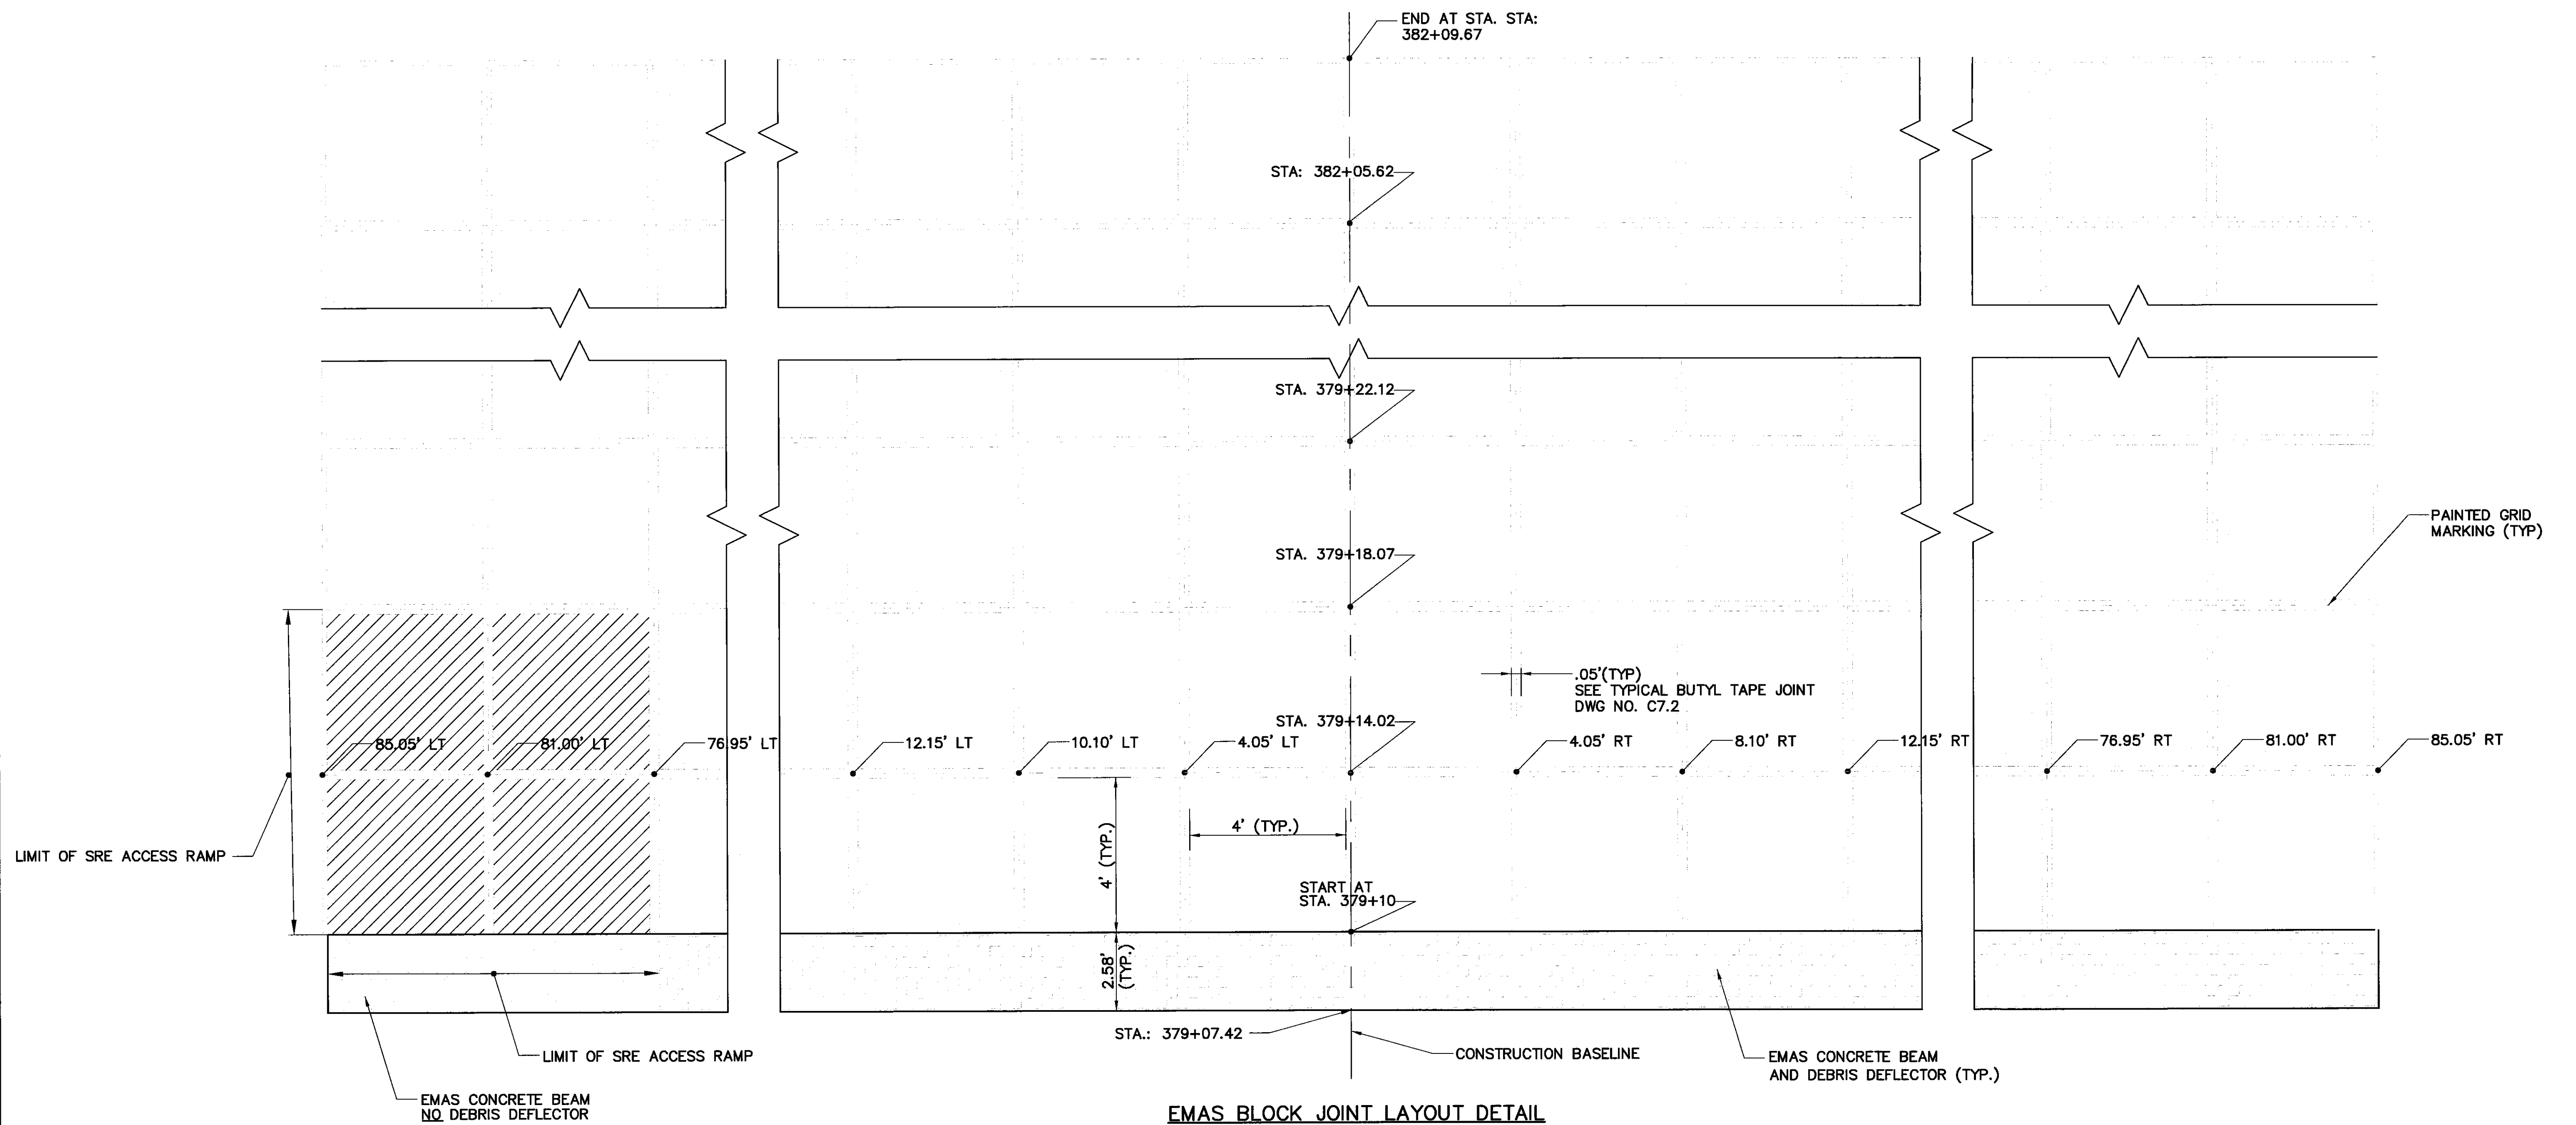 END AT STA. STA:
382+09.67
STA: 382+05.62
STA. 379+22.12
PAINTED GRID
MARKING (TYP)
STA. 379+18.07
.05'(TYP)
SEE TYPICAL BUTYL TAPE JOINT
DWG NO. C7.2
STA. 379+14.02
85.05' LT
81.00' LT
76.95' LT
12.15' LT
10.10' LT
4.05' LT
4.05' RT
8.10' RT
12.15' RT
76.95' RT
81.00' RT
85.05' RT
4' (TYP.)
4' (TYP.)
LIMIT OF SRE ACCESS RAMP
START AT
STA. 379+10
2.58'
(TYP.)
STA.: 379+07.42
LIMIT OF SRE ACCESS RAMP
CONSTRUCTION BASELINE
EMAS CONCRETE BEAM
AND DEBRIS DEFLECTOR (TYP.)
EMAS CONCRETE BEAM
NO DEBRIS DEFLECTOR
EMAS BLOCK JOINT LAYOUT DETAIL